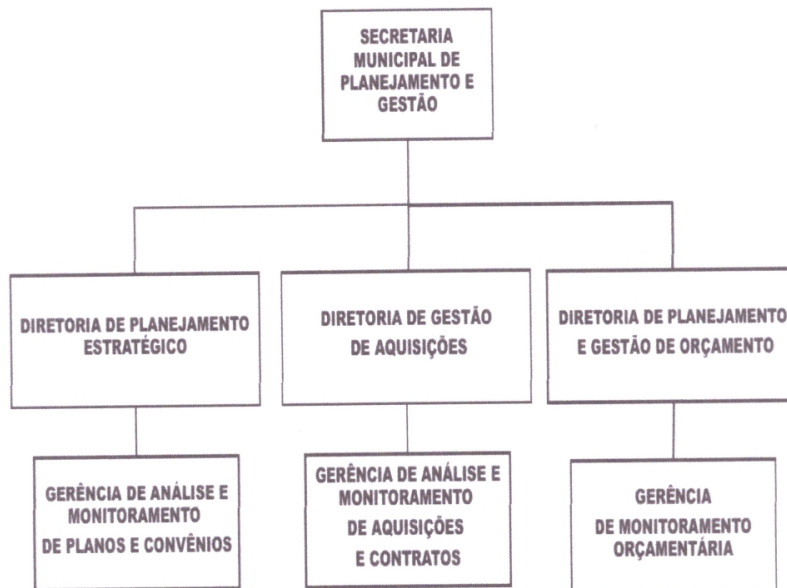 SECRETARIA
MUNICIPAL DE
PLANEJAMENTO E
GESTÃO
DIRETORIA DE PLANEJAMENTO
ESTRATÉGICO
DIRETORIA DE GESTÃO
DE AQUISIÇÕES
DIRETORIA DE PLANEJAMENTO
E GESTÃO DE ORÇAMENTO
GERÊNCIA DE ANÁLISE E
MONITORAMENTO
DE PLANOS E CONVÊNIOS
GERÊNCIA DE ANÁLISE E
MONITORAMENTO
DE AQUISIÇÕES
E CONTRATOS
GERÊNCIA
DE MONITORAMENTO
ORÇAMENTÁRIA